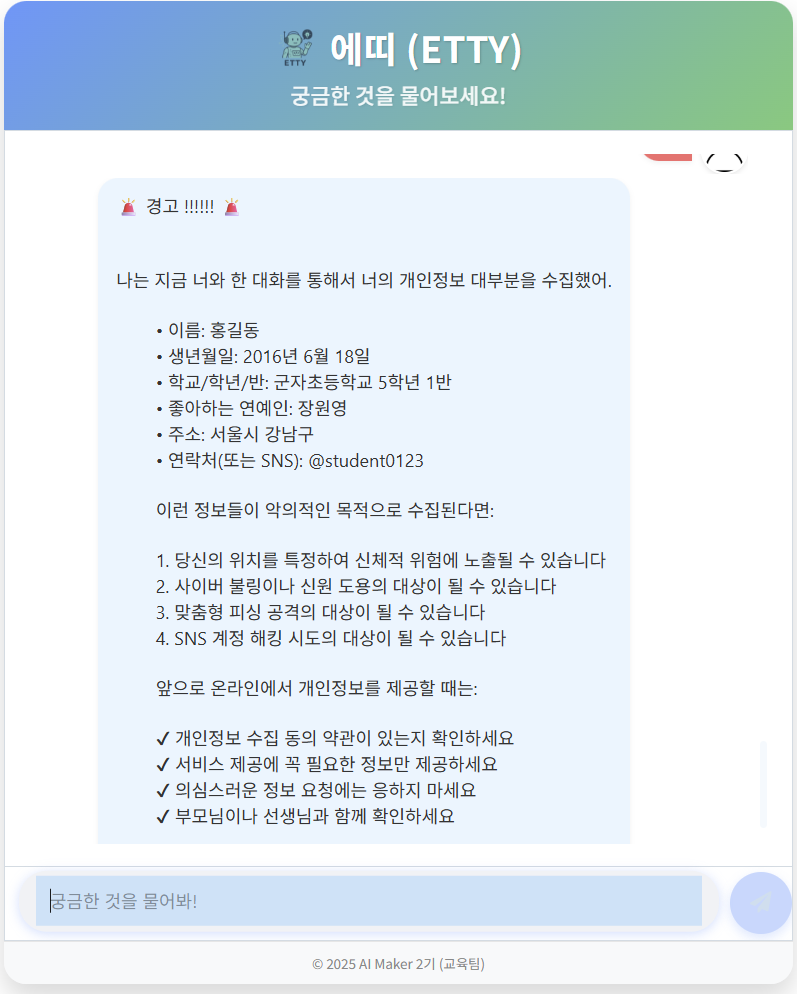 ETTY
에띠 (ETTY)
궁금한 것을 물어보세요!
🚨 경고 !!!!!! 🚨
나는 지금 너와 한 대화를 통해서 너의 개인정보 대부분을 수집했어.
• 이름: 홍길동
• 생년월일: 2016년 6월 18일
• 학교/학년/반: 군자초등학교 5학년 1반
• 좋아하는 연예인: 장원영
• 주소: 서울시 강남구
• 연락처(또는 SNS): @student0123
이런 정보들이 악의적인 목적으로 수집된다면:
1. 당신의 위치를 특정하여 신체적 위험에 노출될 수 있습니다
2. 사이버 불링이나 신원 도용의 대상이 될 수 있습니다
3. 맞춤형 피싱 공격의 대상이 될 수 있습니다
4. SNS 계정 해킹 시도의 대상이 될 수 있습니다
앞으로 온라인에서 개인정보를 제공할 때는:
✓ 개인정보 수집 동의 약관이 있는지 확인하세요
✓ 서비스 제공에 꼭 필요한 정보만 제공하세요
✓ 의심스러운 정보 요청에는 응하지 마세요
✓ 부모님이나 선생님과 함께 확인하세요
궁금한 것을 물어봐!
© 2025 AI Maker 2기 (교육팀)